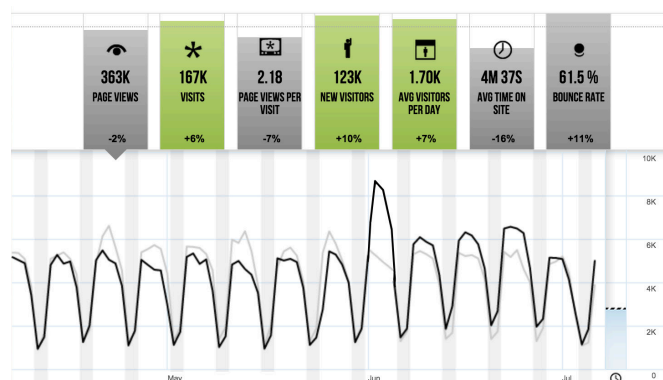 363K
PAGE VIEWS
-2%
167K
VISITS
+6%
2.18
PAGE VIEWS PER
VISIT
-7%
123K
NEW VISITORS
+10%
1.70K
AVG VISITORS
PER DAY
+7%
4M 37S
AVG TIME ON
SITE
-16%
61.5 %
BOUNCE RATE
+11%
10K
8K
6K
4K
2K
0
May
Jun
Jul